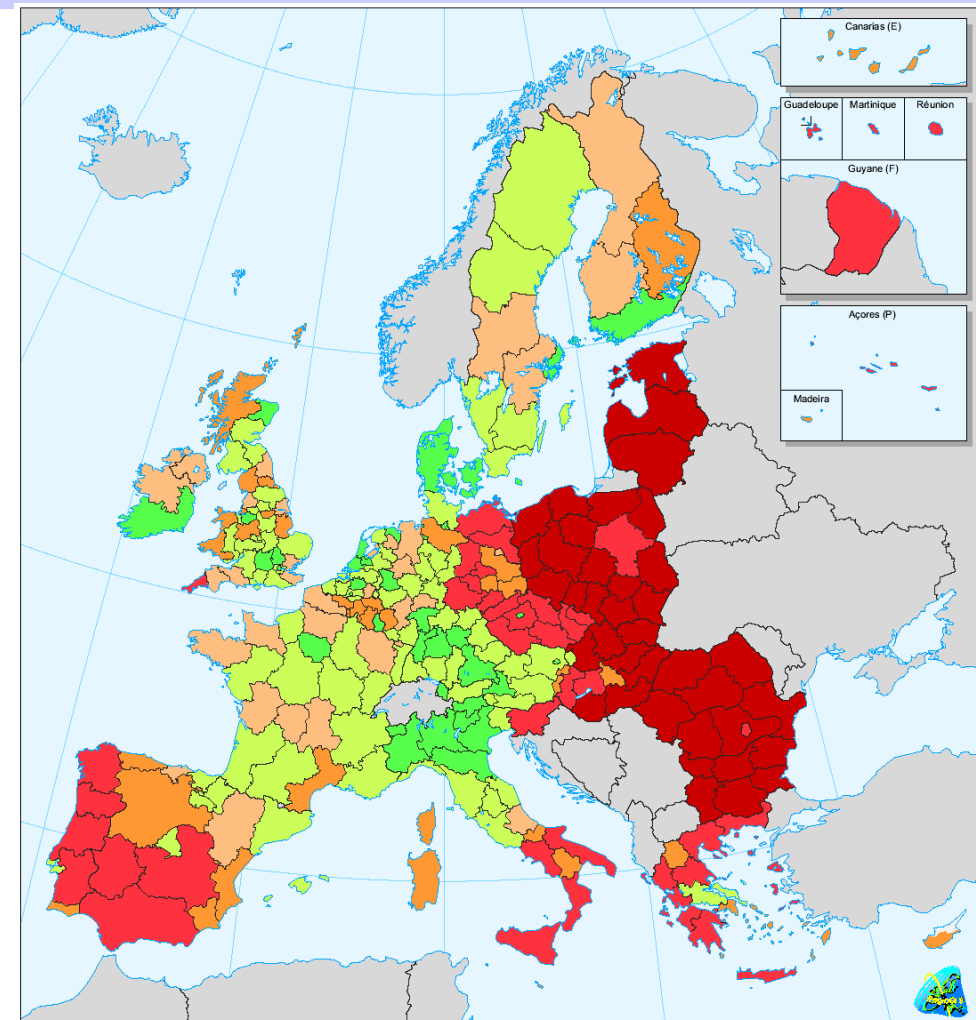 Canarias (E)
Guadeloupe
Martinique
Réunion
Guyane (F)
Açores (P)
Madeira